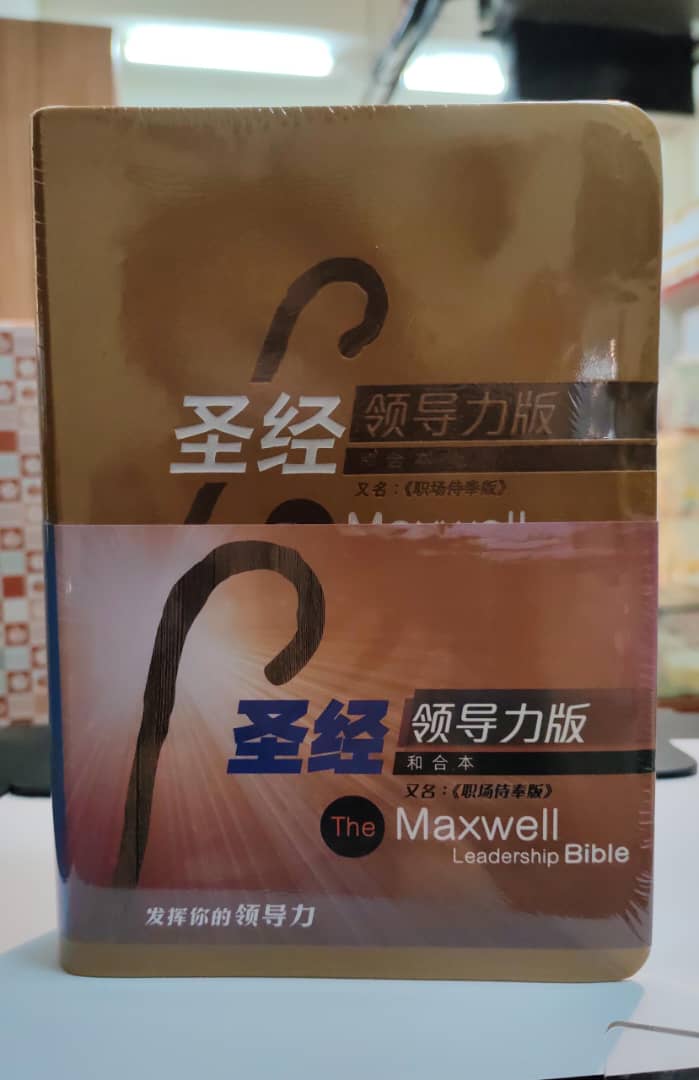 圣经 领导力版
和合本
又名：《职场侍奉版》
Maxwell
圣经 领导力版
和合本
又名：《职场侍奉版》
The Maxwell
Leadership Bible
发挥你的领导力